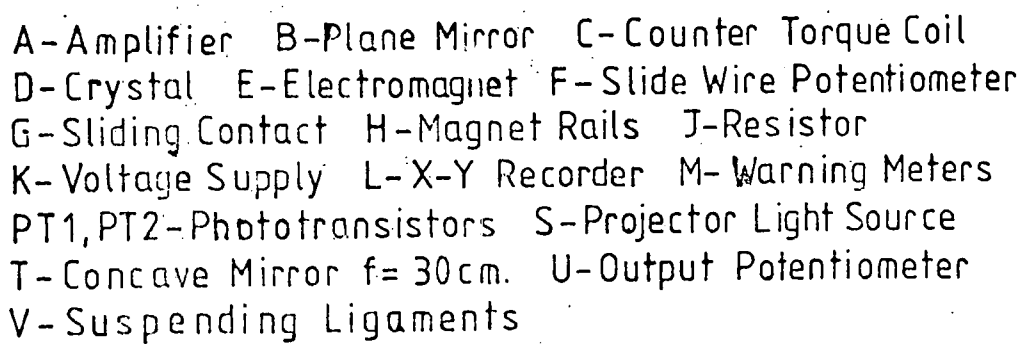 A-Amplifier B-Plane Mirror C-Counter Torque Coil
D-Crystal E-Electromagnet F-Slide Wire Potentiometer
G-Sliding Contact H-Magnet Rails J-Resistor
K-Voltage Supply L-X-Y Recorder M-Warning Meters
PT1,PT2-Phototransistors S-Projector Light Source
T-Concave Mirror f= 30cm. U-Output Potentiometer
V-Suspending Ligaments